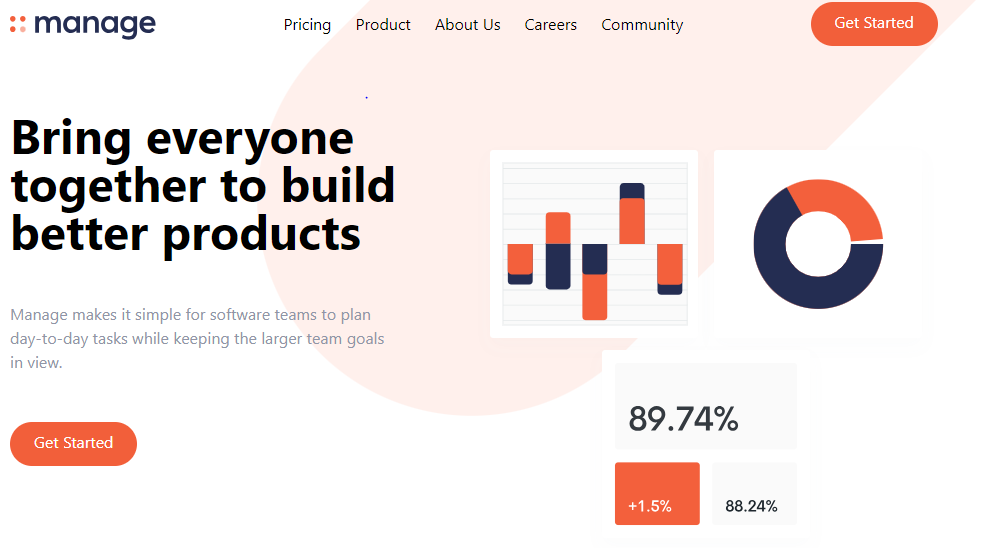 manage
Pricing Product About Us Careers Community
Get Started
Bring everyone
together to build
better products
Manage makes it simple for software teams to plan
day-to-day tasks while keeping the larger team goals
in view.
Get Started
89.74%
+1.5%
88.24%